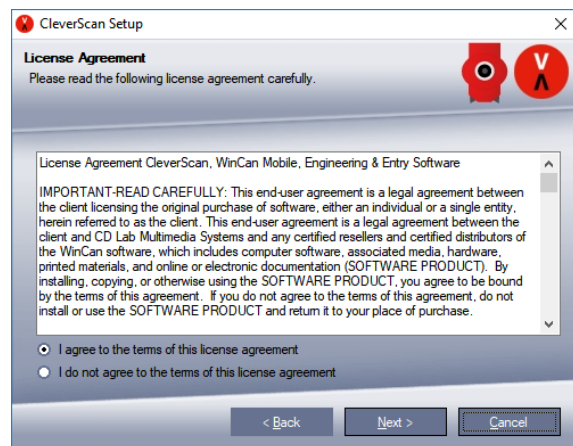 CleverScan Setup
License Agreement
Please read the following license agreement carefully.
License Agreement CleverScan, WinCan Mobile, Engineering & Entry Software
IMPORTANT-READ CAREFULLY: This end-user agreement is a legal agreement between
the client licensing the original purchase of software, either an individual or a single entity,
herein referred to as the client. This end-user agreement is a legal agreement between the
client and CD Lab Multimedia Systems and any certified resellers and certified distributors of
the WinCan software, which includes computer software, associated media, hardware,
printed materials, and online or electronic documentation (SOFTWARE PRODUCT). By
installing, copying, or otherwise using the SOFTWARE PRODUCT, you agree to be bound
by the terms of this agreement. If you do not agree to the terms of this agreement, do not
install or use the SOFTWARE PRODUCT and return it to your place of purchase.
I agree to the terms of this license agreement
I do not agree to the terms of this license agreement
< Back Next > Cancel